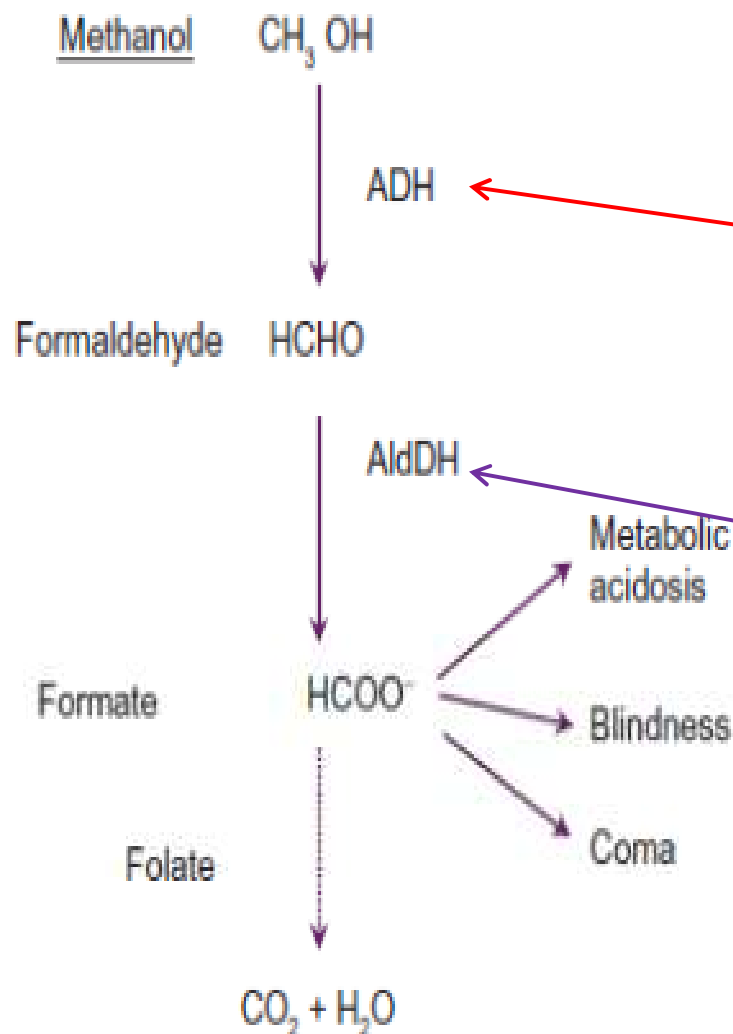 Methanol CH₃ OH
ADH
Formaldehyde HCHO
AldDH
Metabolic
acidosis
Formate HCOO⁻
Blindness
Coma
Folate
CO₂ + H₂O